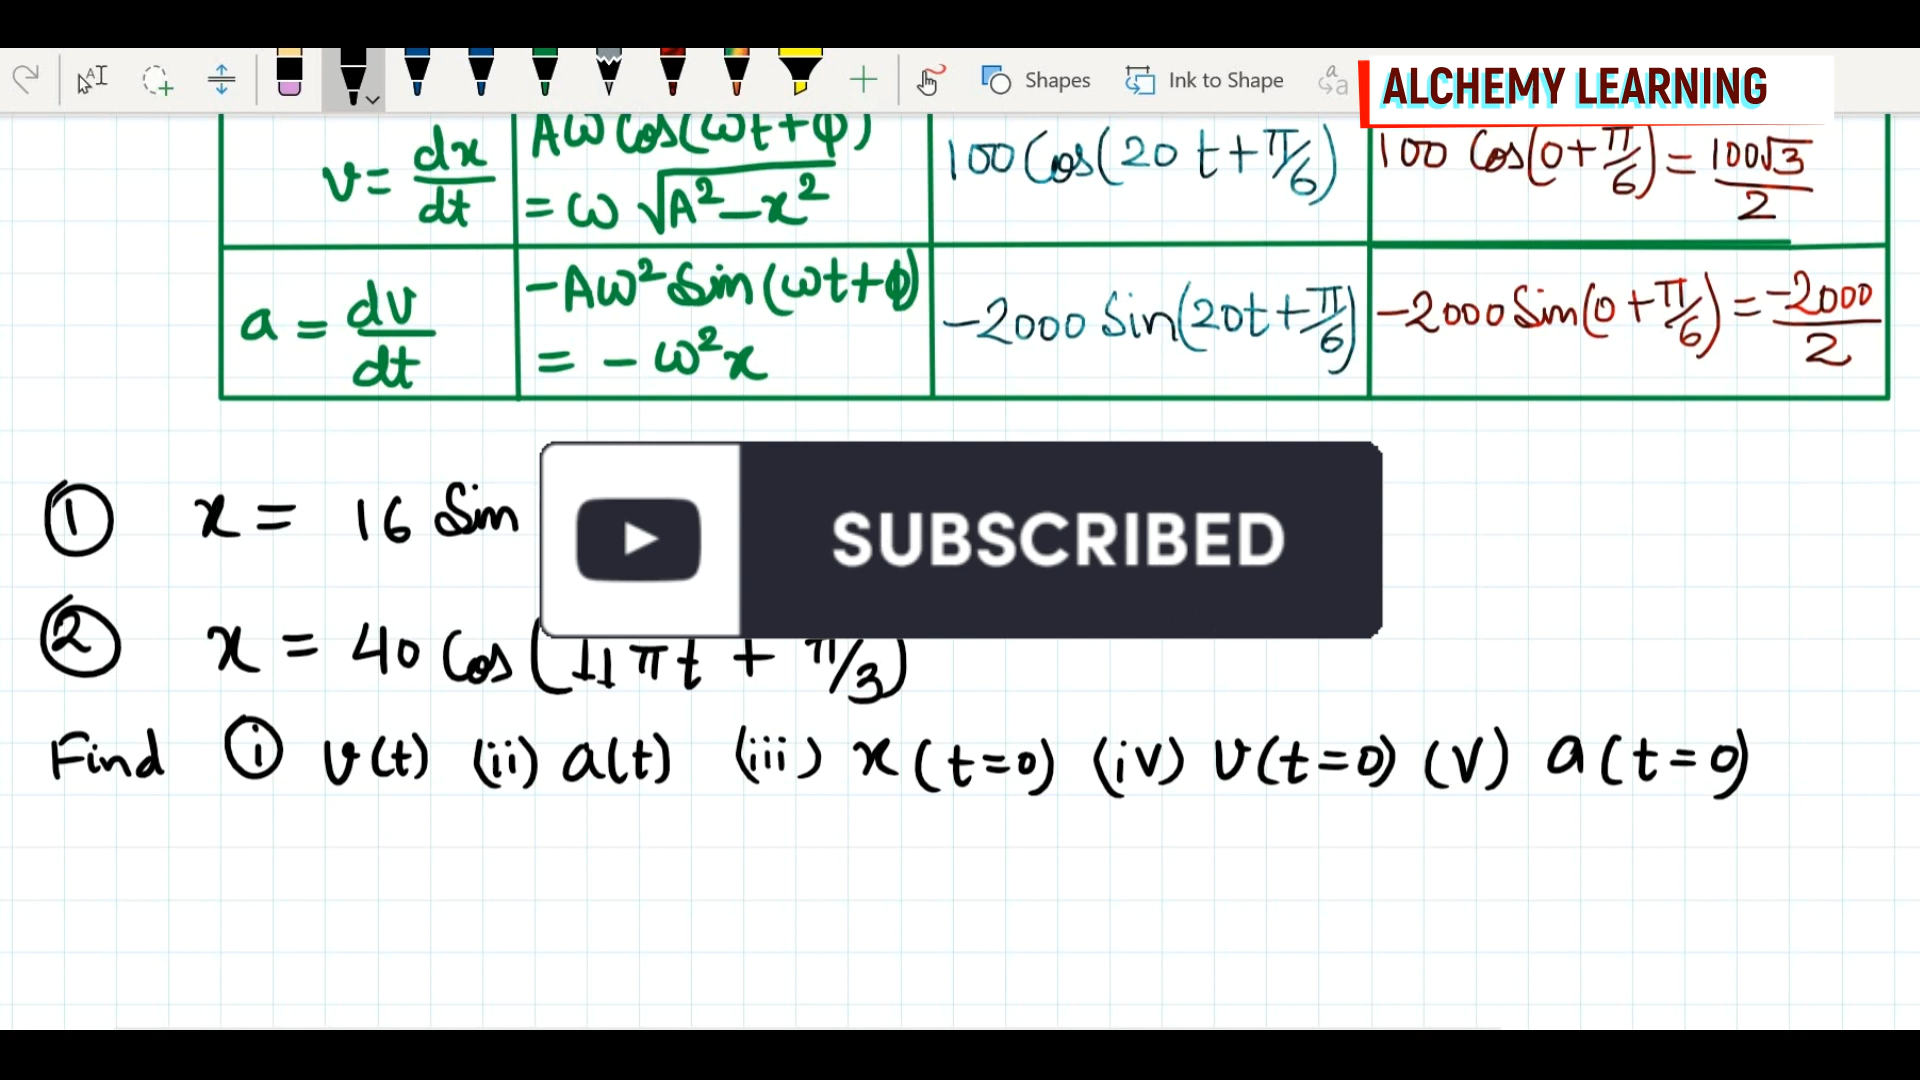 Shapes
Ink to Shape
ALCHEMY LEARNING
v = dx/dt
Aω Cos(ωt+φ)
= ω √A²-x²
100 Cos(20 t+π/6)
100 Cos(0+π/6) = 100√3/2
a = dv/dt
-Aω² Sin(ωt+φ)
= - ω²x
-2000 Sin(20t+π/6)
-2000 Sin(0+π/6) = -2000/2
① x = 16 Sin
SUBSCRIBED
② x = 40 Cos(11πt + π/3)
Find ⓘ v(t) (ii) a(t) (iii) x(t=0) (iv) v(t=0) (v) a(t=0)